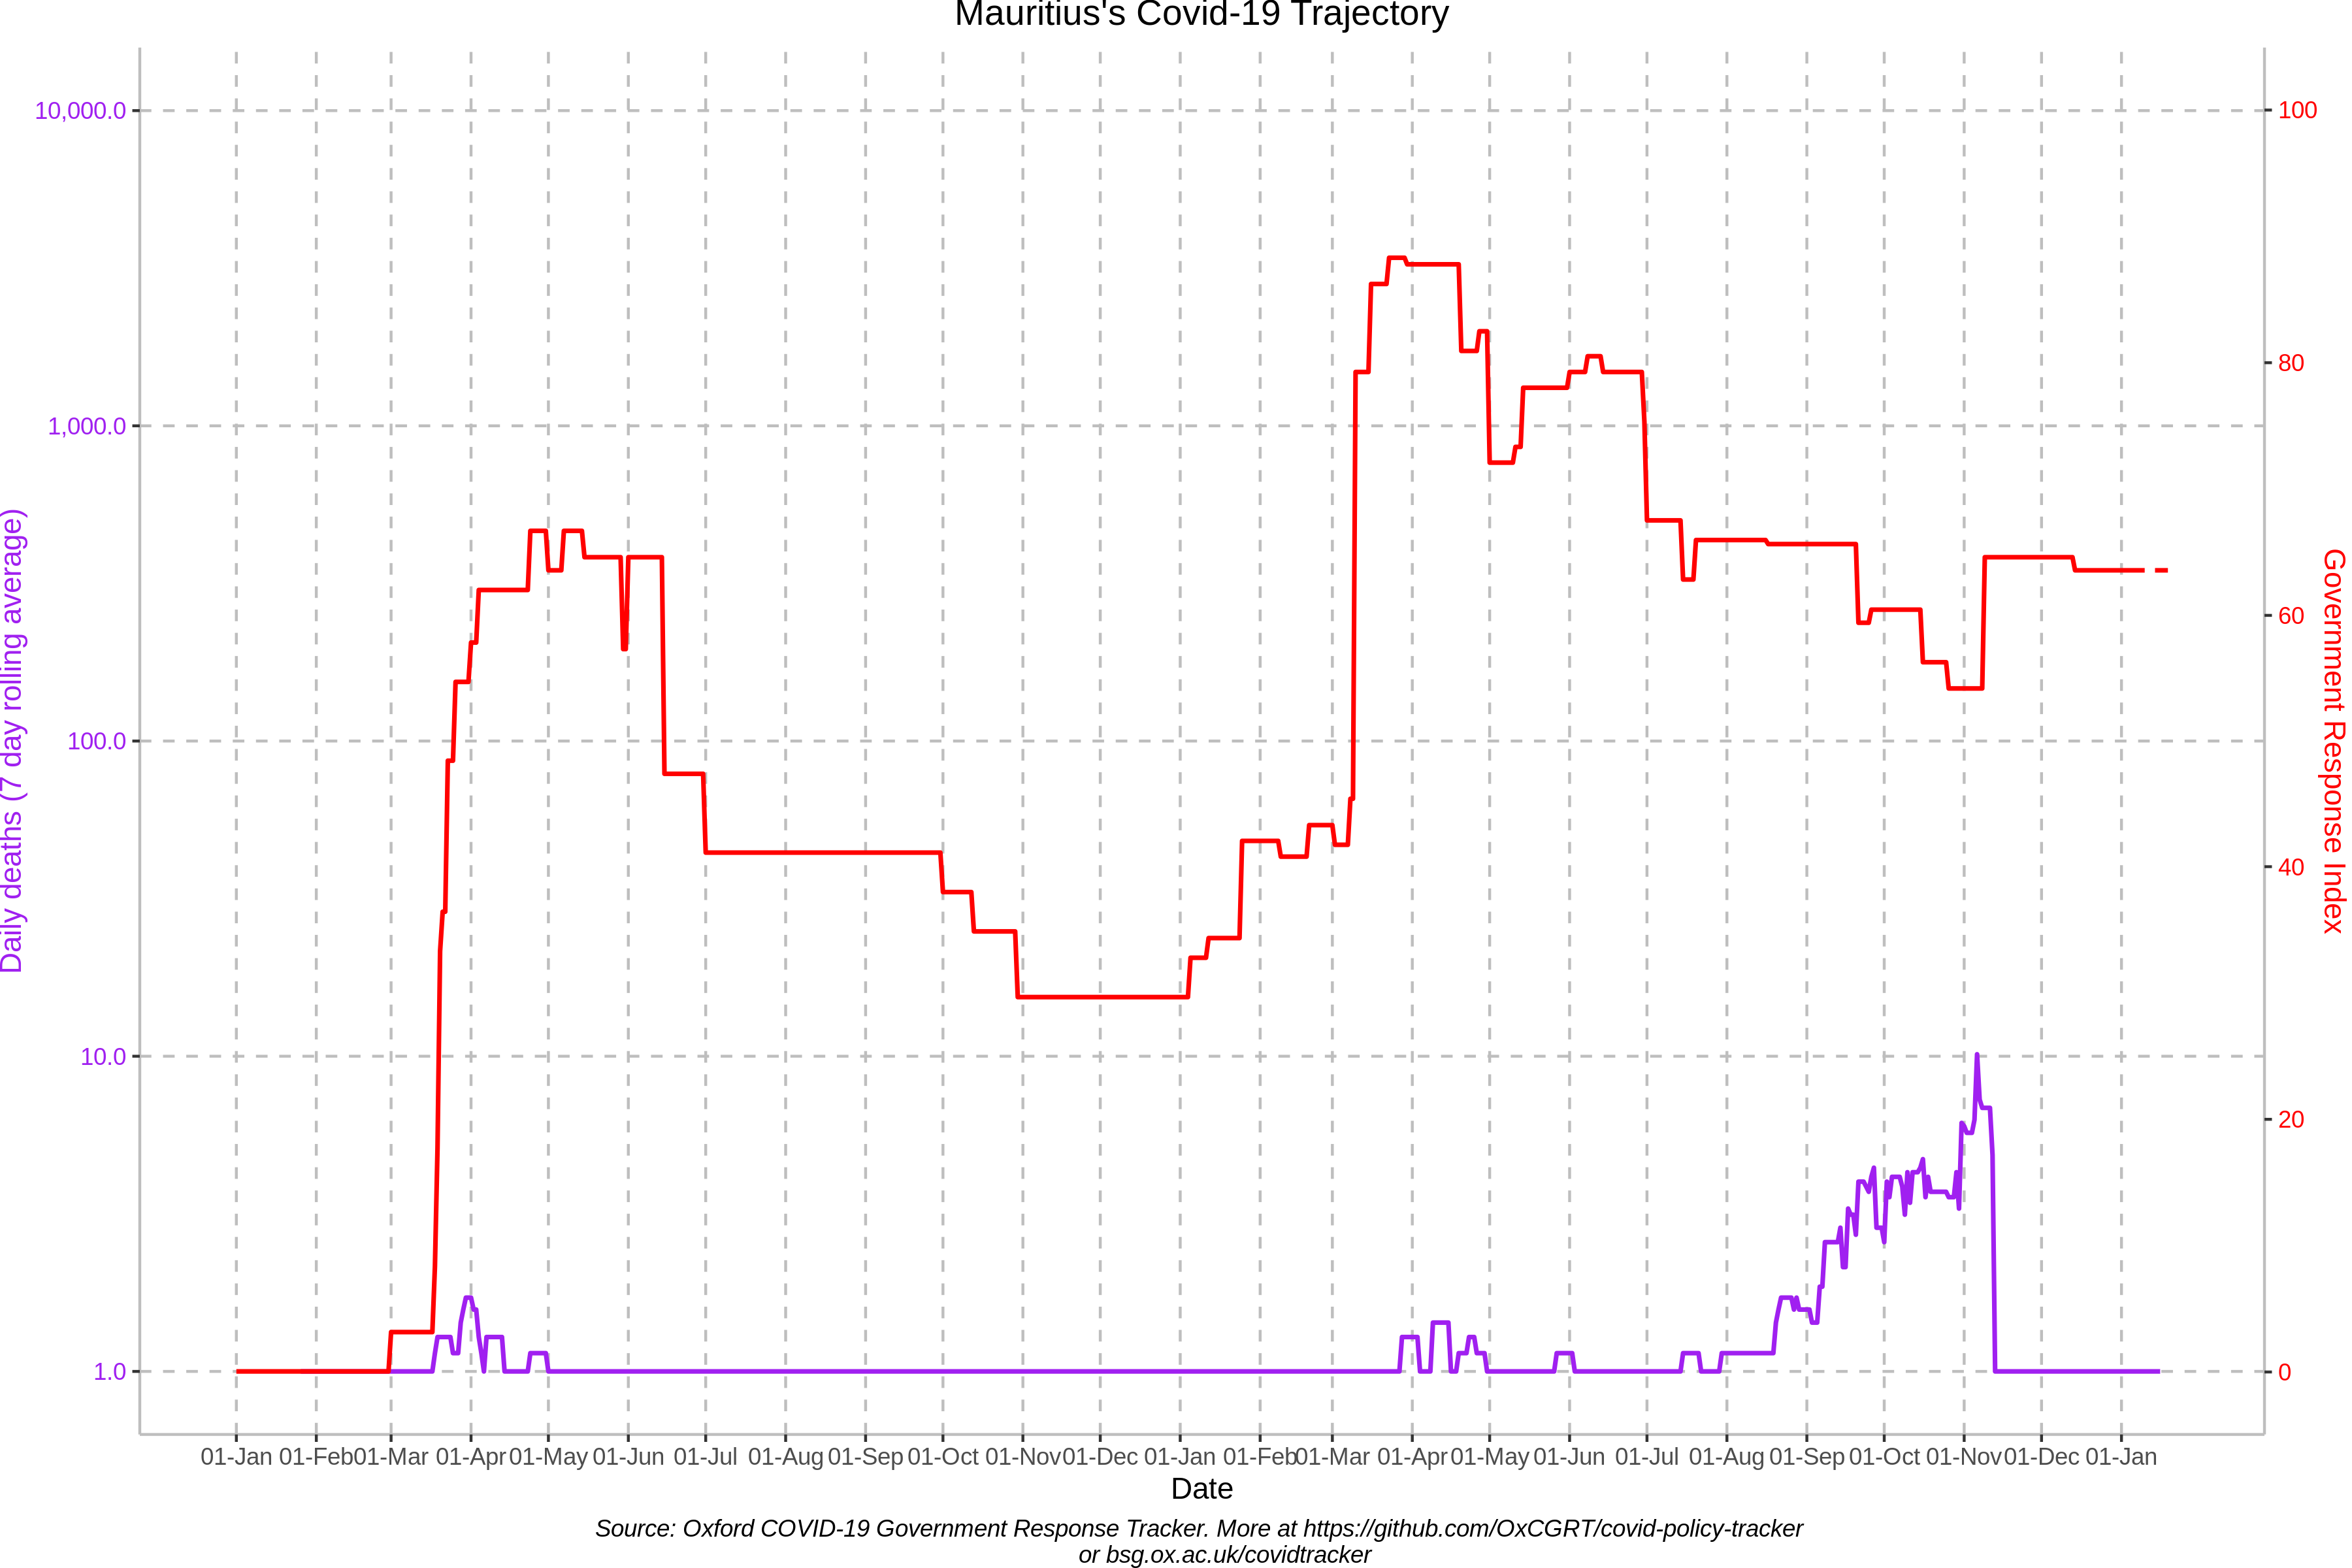 Mauritius's Covid-19 Trajectory
10,000.0
1,000.0
100.0
10.0
1.0
Daily deaths (7 day rolling average)
100
80
60
40
20
0
Government Response Index
01-Jan 01-Feb 01-Mar 01-Apr 01-May 01-Jun 01-Jul 01-Aug 01-Sep 01-Oct 01-Nov 01-Dec 01-Jan 01-Feb 01-Mar 01-Apr 01-May 01-Jun 01-Jul 01-Aug 01-Sep 01-Oct 01-Nov 01-Dec 01-Jan
Date
Source: Oxford COVID-19 Government Response Tracker. More at https://github.com/OxCGRT/covid-policy-tracker
or bsg.ox.ac.uk/covidtracker